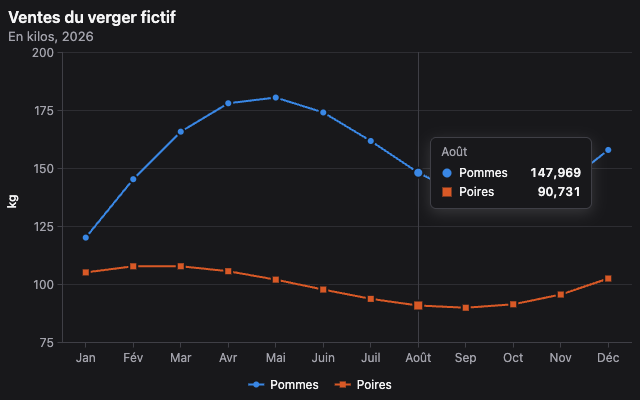 Ventes du verger fictif
En kilos, 2026
200
175
150
125
100
75
kg
Août
Pommes 147,969
Poires 90,731
Jan Fév Mar Avr Mai Juin Juil Août Sep Oct Nov Déc
Pommes Poires